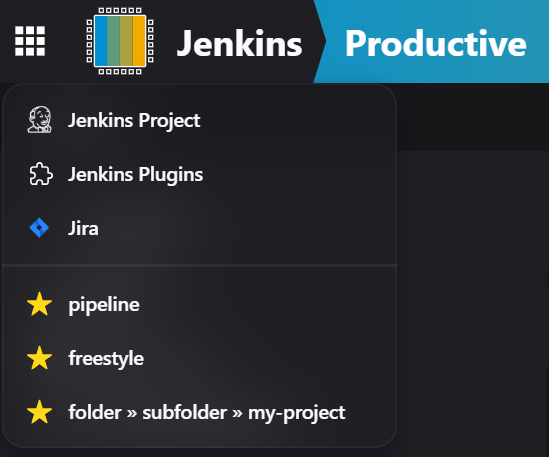 Jenkins Productive
Jenkins Project
Jenkins Plugins
Jira
pipeline
freestyle
folder » subfolder » my-project